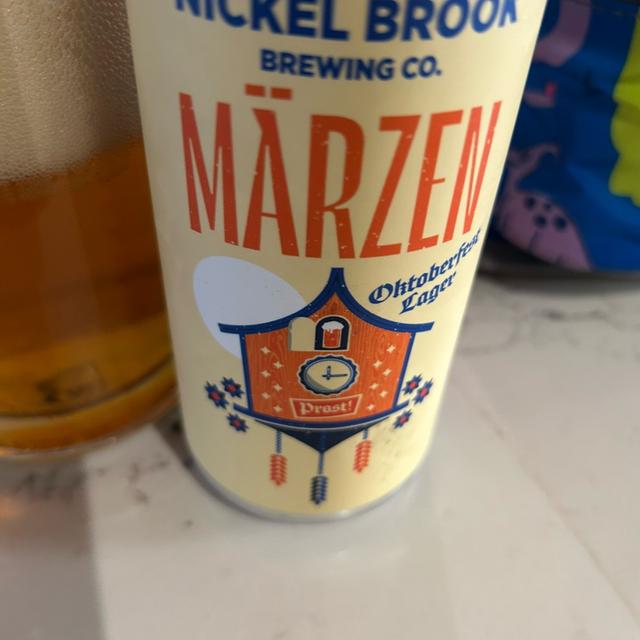 NICKEL BROOK
BREWING CO.
MÄRZEN
Oktoberfest
Lager
Prost!